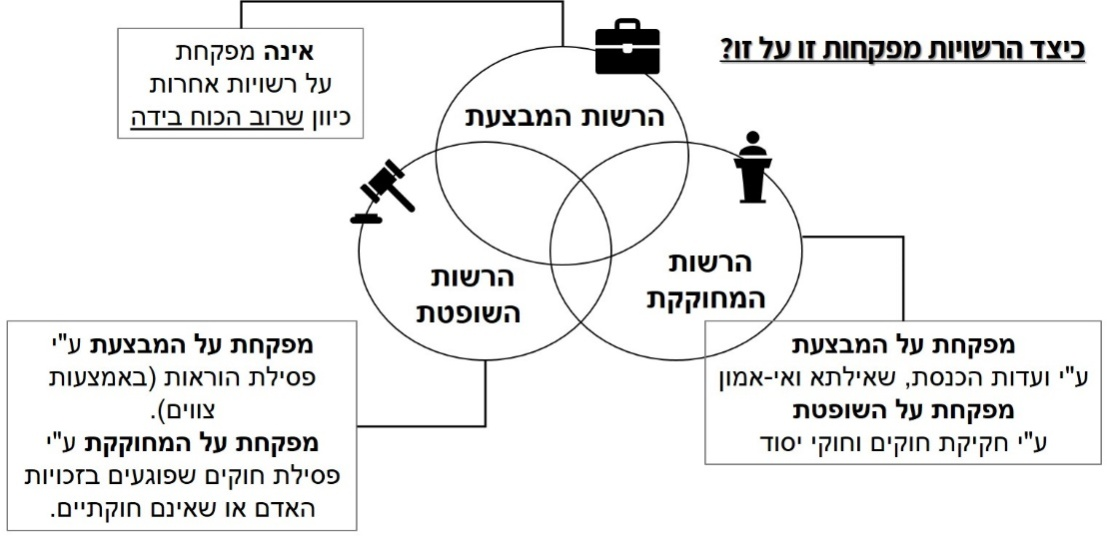 כיצד הרשויות מפקחות זו על זו?
אינה מפקחת
על רשויות אחרות
כיוון שרוב הכוח בידה
הרשות המבצעת
הרשות
המחוקקת
הרשות
השופטת
מפקחת על המבצעת
ע"י ועדות הכנסת, שאילתא ואי-אמון
מפקחת על השופטת
ע"י חקיקת חוקים וחוקי יסוד
מפקחת על המבצעת ע"י
פסילת הוראות (באמצעות
צווים).
מפקחת על המחוקקת ע"י
פסילת חוקים שפוגעים בזכויות
האדם או שאינם חוקתיים.